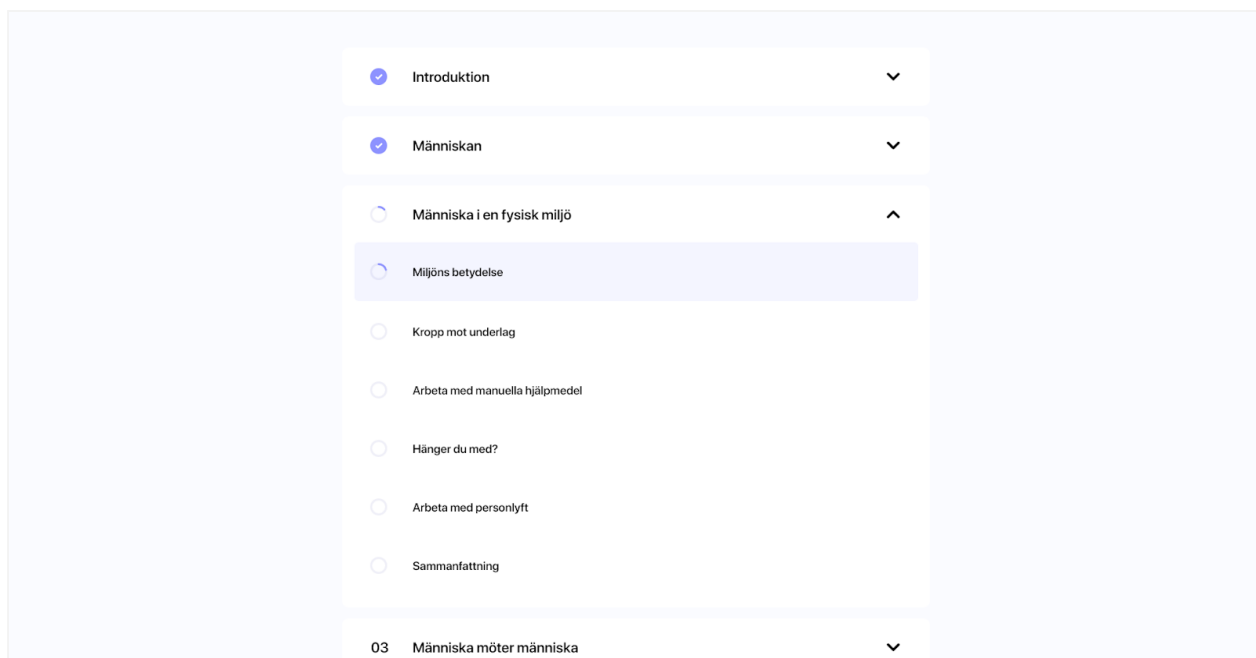 Introduktion
Människan
Människa i en fysisk miljö
Miljöns betydelse
Kropp mot underlag
Arbeta med manuella hjälpmedel
Hänger du med?
Arbeta med personlyft
Sammanfattning
03 Människa möter människa